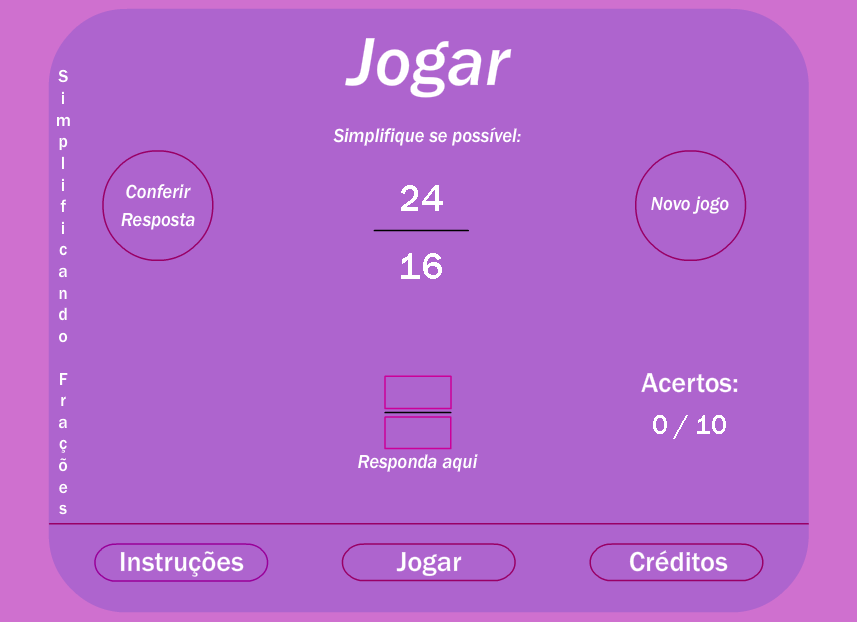 Jogar
Simplificando Frações
Simplifique se possível:
Conferir
Resposta
24
16
Novo jogo
Responda aqui
Acertos:
0 / 10
Instruções
Jogar
Créditos